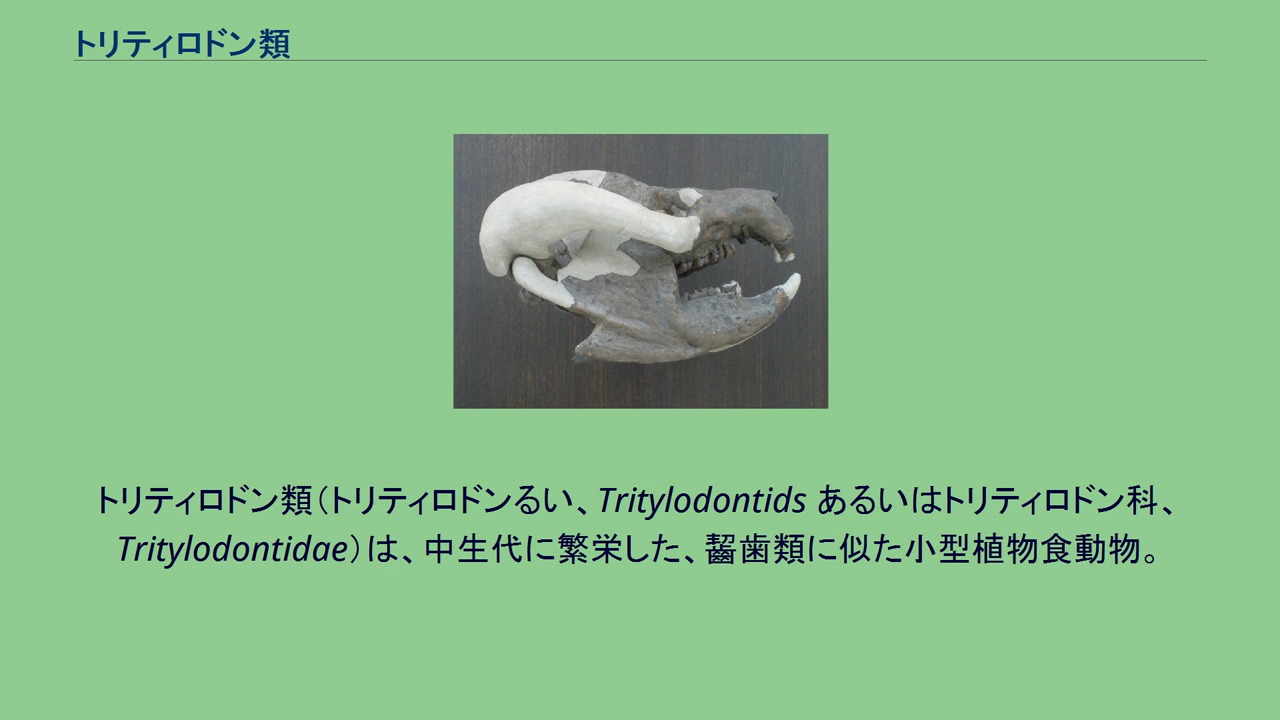 トリティロドン類
トリティロドン類（トリティロドンるい、Tritylodontids あるいはトリティロドン科、
Tritylodontidae）は、中生代に繁栄した、齧歯類に似た小型植物食動物。